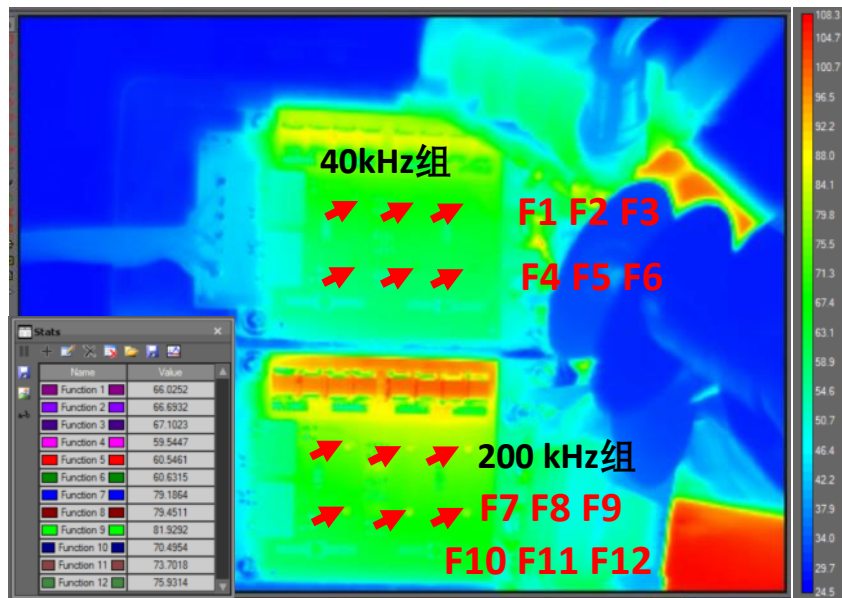 40kHz组
F1 F2 F3
F4 F5 F6
200 kHz组
F7 F8 F9
F10 F11 F12
Stats
Name Value
Function 1 66.0252
Function 2 66.6932
Function 3 67.1023
Function 4 59.5447
Function 5 60.5461
Function 6 60.6315
Function 7 79.1864
Function 8 79.4511
Function 9 81.9292
Function 10 70.4954
Function 11 73.7018
Function 12 75.9314
108.3
104.7
100.7
96.5
92.2
88.0
84.1
79.8
75.5
71.3
67.4
63.1
58.9
54.6
50.7
46.4
42.2
37.9
34.0
29.7
24.5